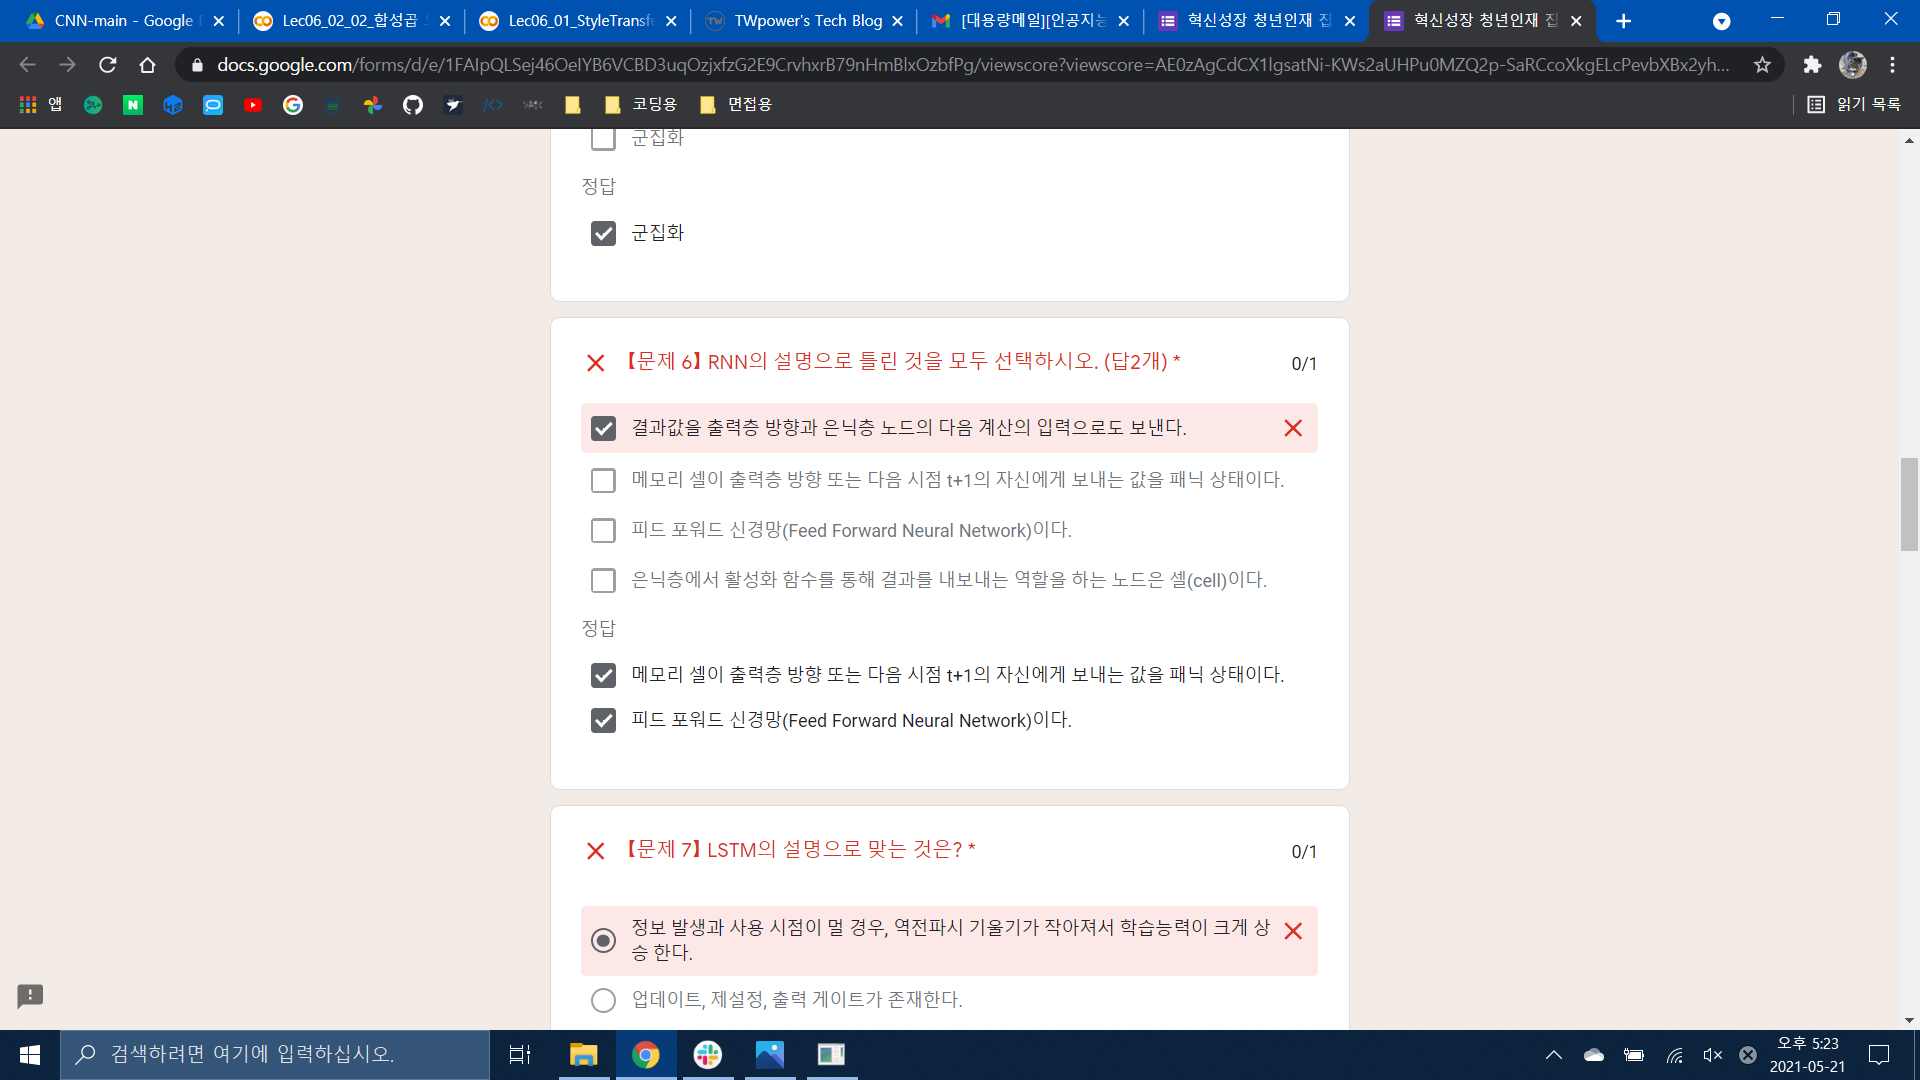 CNN-main - Google
Lec06_02_02_합성곱
Lec06_01_StyleTransfe
TWpower's Tech Blog
[대용량메일][인공지능
혁신성장 청년인재 집
혁신성장 청년인재 집
docs.google.com/forms/d/e/1FAIpQLSej46OeIYB6VCBD3uqOzjxfzG2E9CrvhxrB79nHmBlxOzbfPg/viewscore?viewscore=AE0zAgCdCX1lgsatNi-KWs2aUHPu0MZQ2p-SaRCcoXkgELcPevbXBx2yh...
앱
코딩용
면접용
읽기 목록
군집화
정답
군집화
【문제 6】 RNN의 설명으로 틀린 것을 모두 선택하시오. (답2개) *
0/1
결과값을 출력층 방향과 은닉층 노드의 다음 계산의 입력으로도 보낸다.
메모리 셀이 출력층 방향 또는 다음 시점 t+1의 자신에게 보내는 값을 패닉 상태이다.
피드 포워드 신경망(Feed Forward Neural Network)이다.
은닉층에서 활성화 함수를 통해 결과를 내보내는 역할을 하는 노드은 셀(cell)이다.
정답
메모리 셀이 출력층 방향 또는 다음 시점 t+1의 자신에게 보내는 값을 패닉 상태이다.
피드 포워드 신경망(Feed Forward Neural Network)이다.
【문제 7】 LSTM의 설명으로 맞는 것은? *
0/1
정보 발생과 사용 시점이 멀 경우, 역전파시 기울기가 작아져서 학습능력이 크게 상
승 한다.
업데이트, 제설정, 출력 게이트가 존재한다.
검색하려면 여기에 입력하십시오.
오후 5:23
2021-05-21